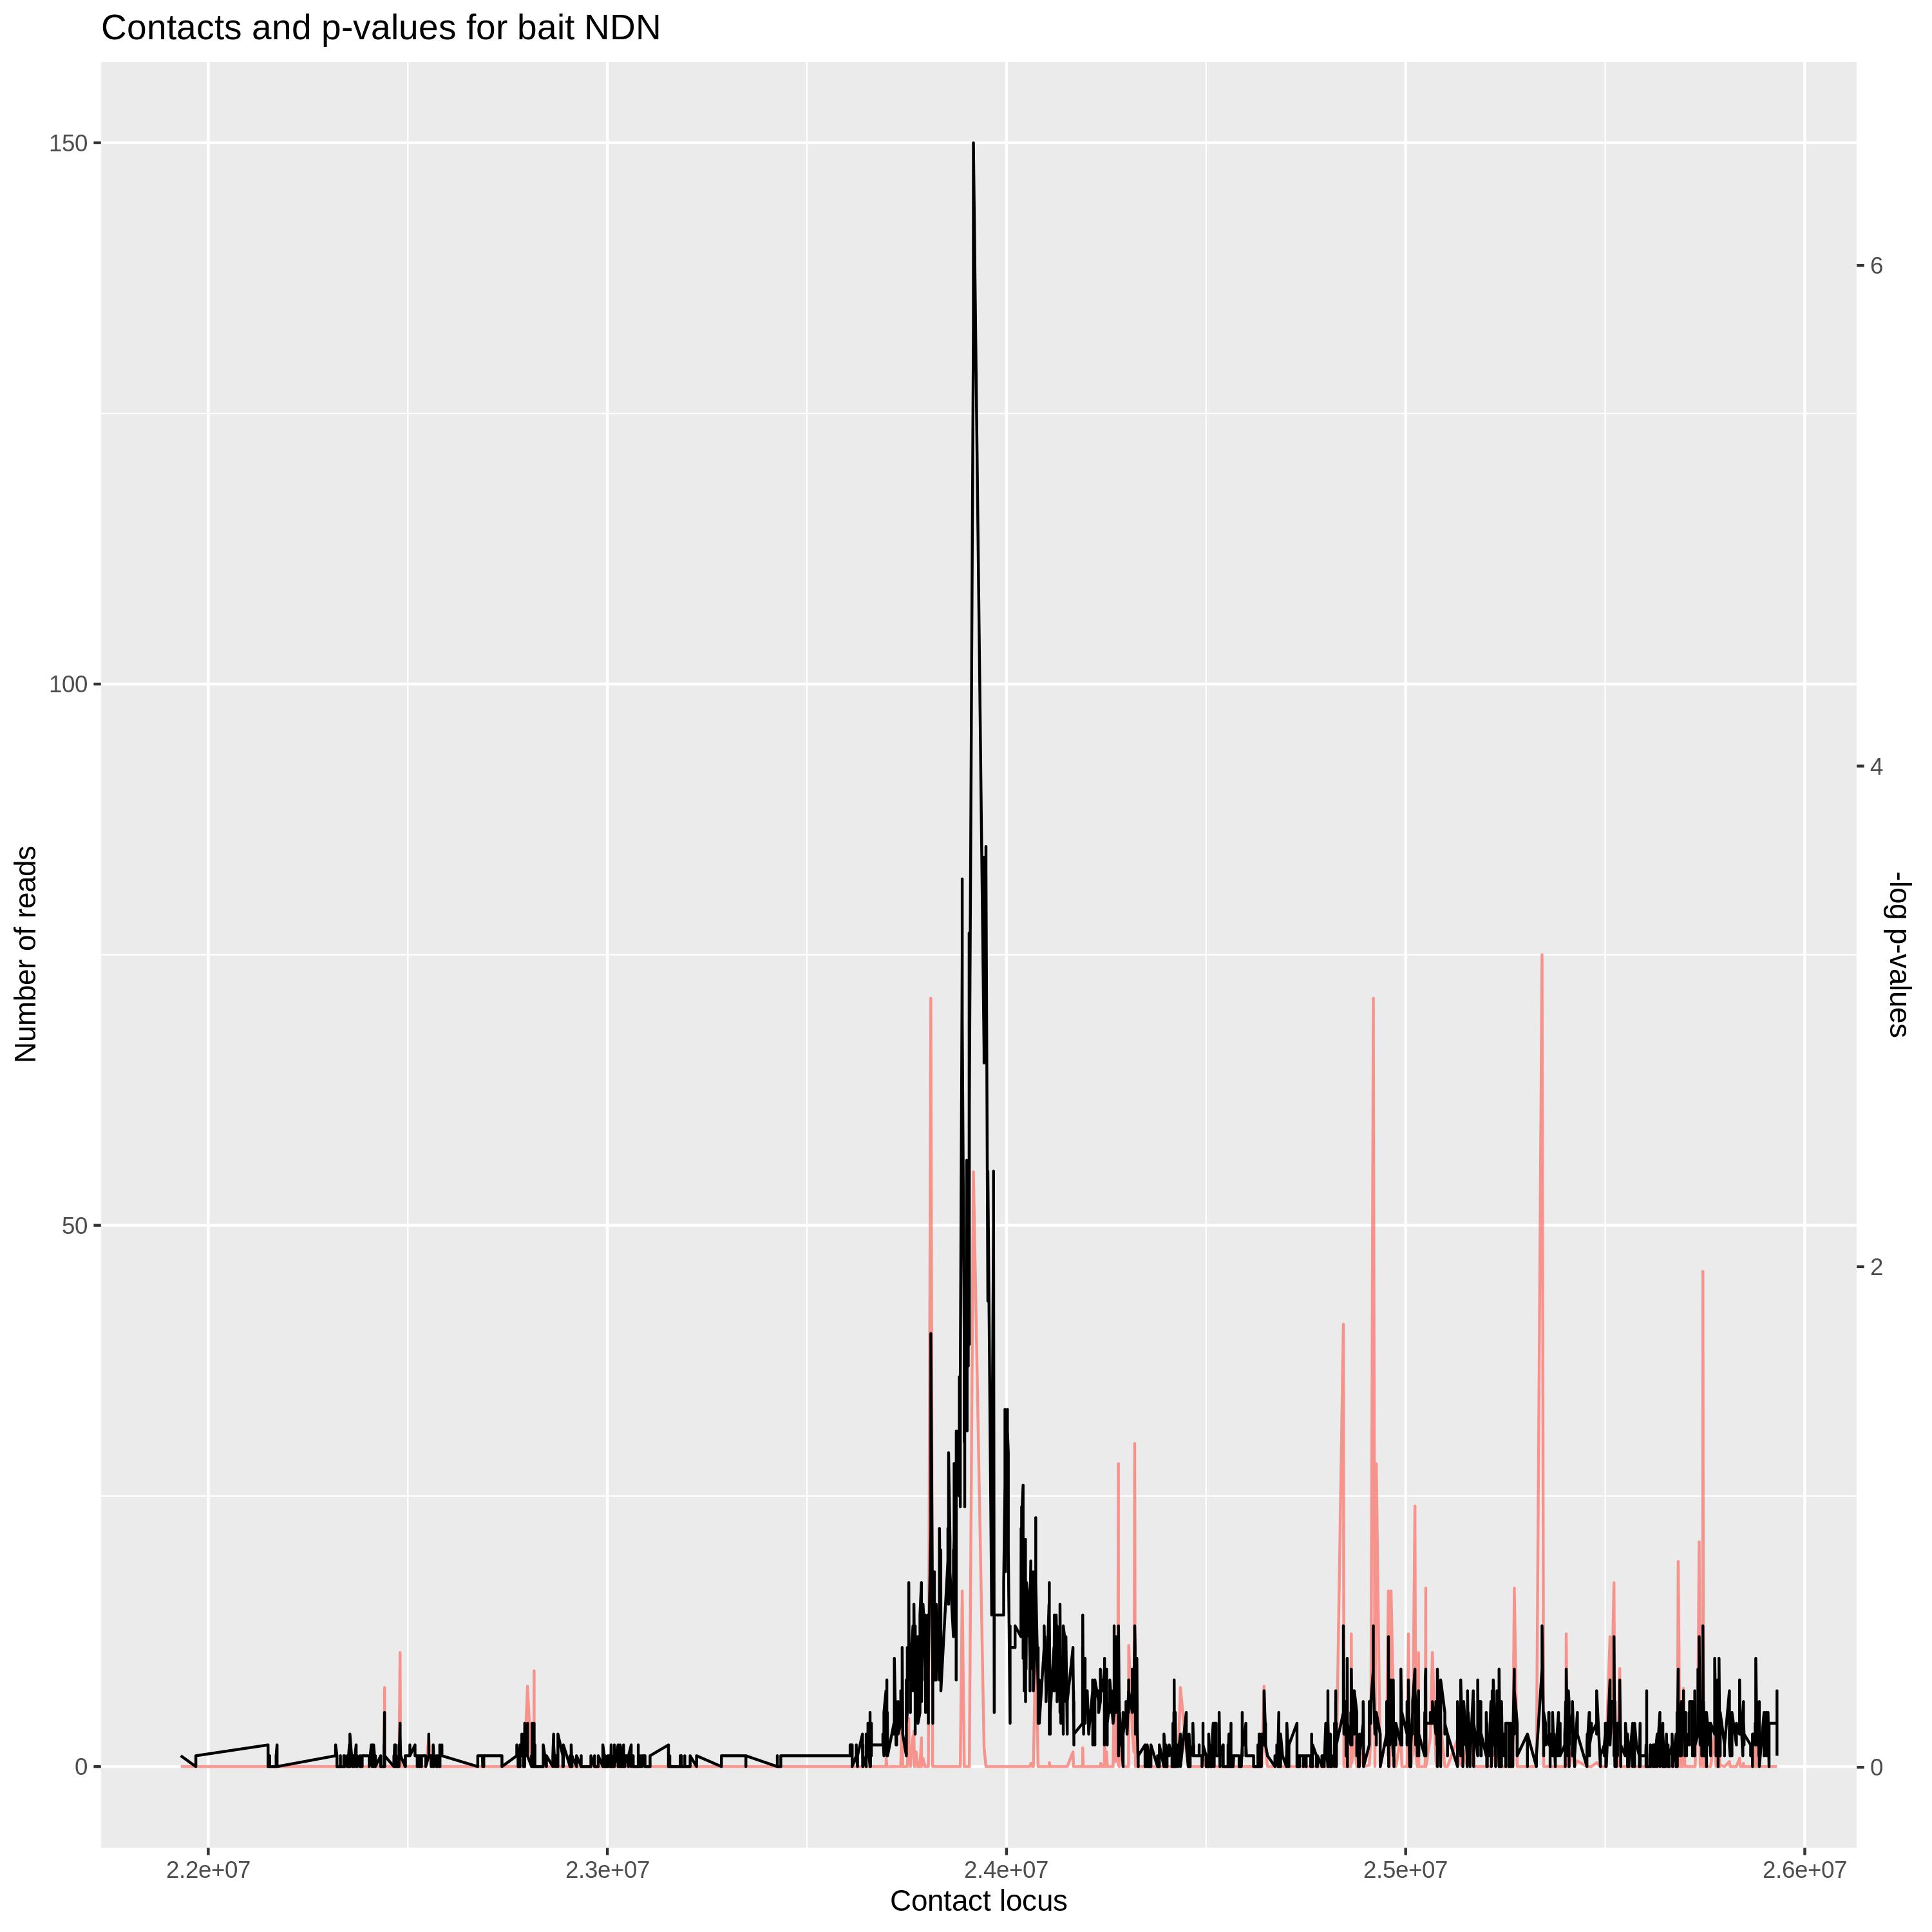 Contacts and p-values for bait NDN
150
100
50
0
6
4
2
0
Number of reads
-log p-values
2.2e+07
2.3e+07
2.4e+07
2.5e+07
2.6e+07
Contact locus